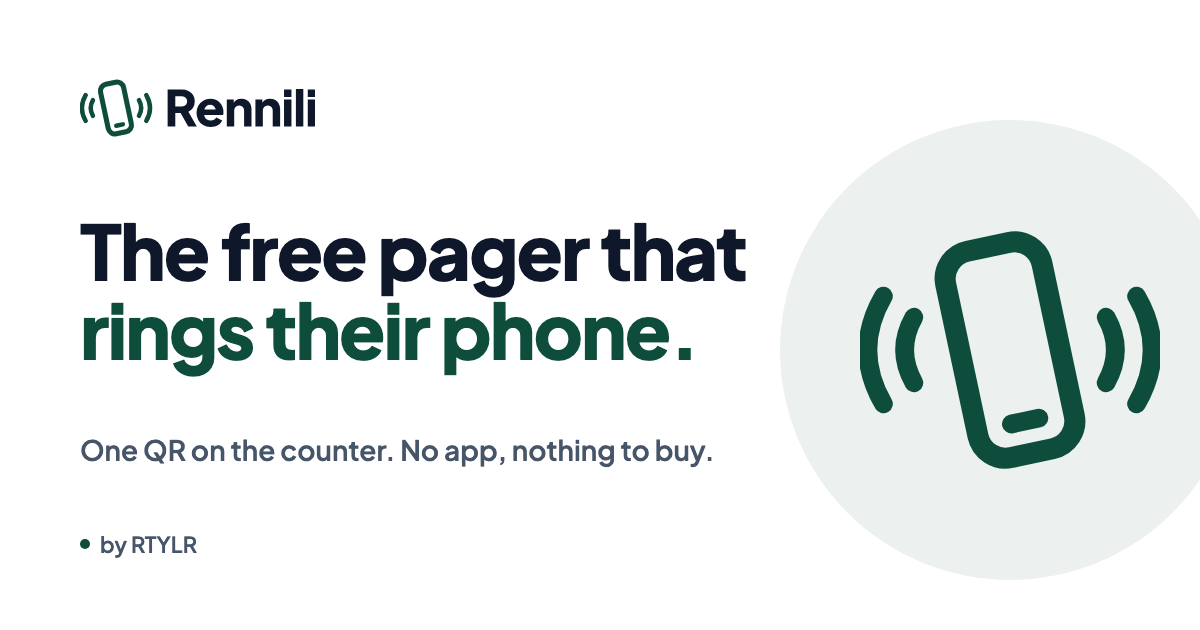 Rennili
The free pager that
rings their phone.
One QR on the counter. No app, nothing to buy.
by RTYLR